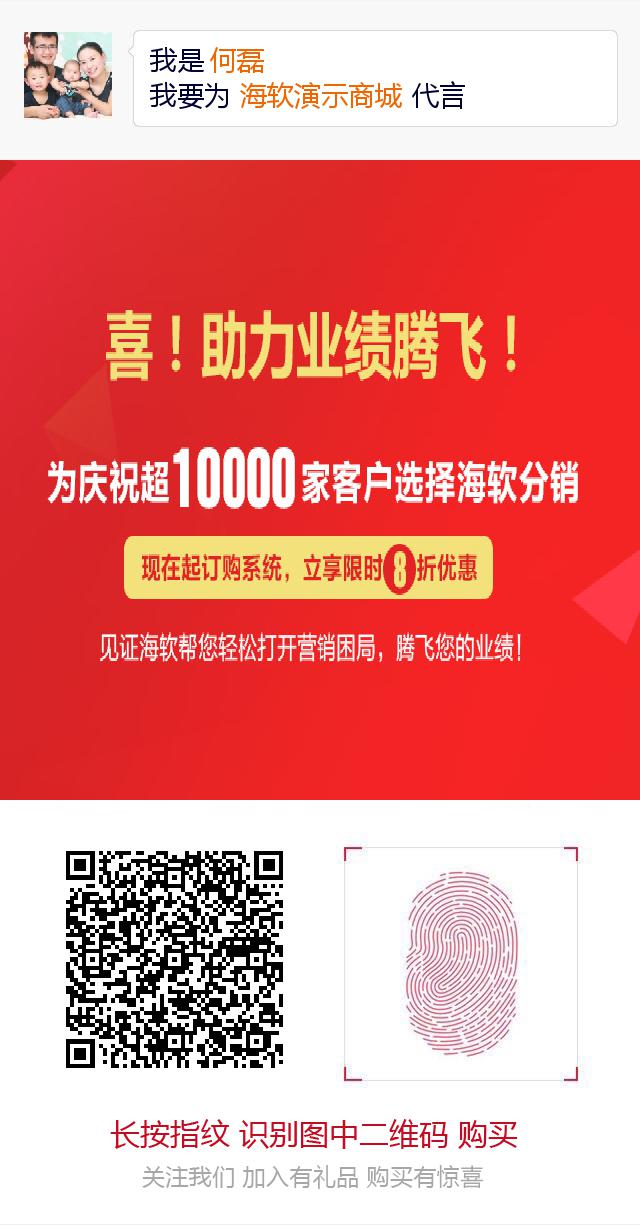 我是 何磊
我要为 海软演示商城 代言
喜！助力业绩腾飞！
为庆祝超10000家客户选择海软分销
现在起订购系统，立享限时8折优惠
见证海软帮您轻松打开营销困局，腾飞您的业绩！
长按指纹 识别图中二维码 购买
关注我们 加入有礼品 购买有惊喜